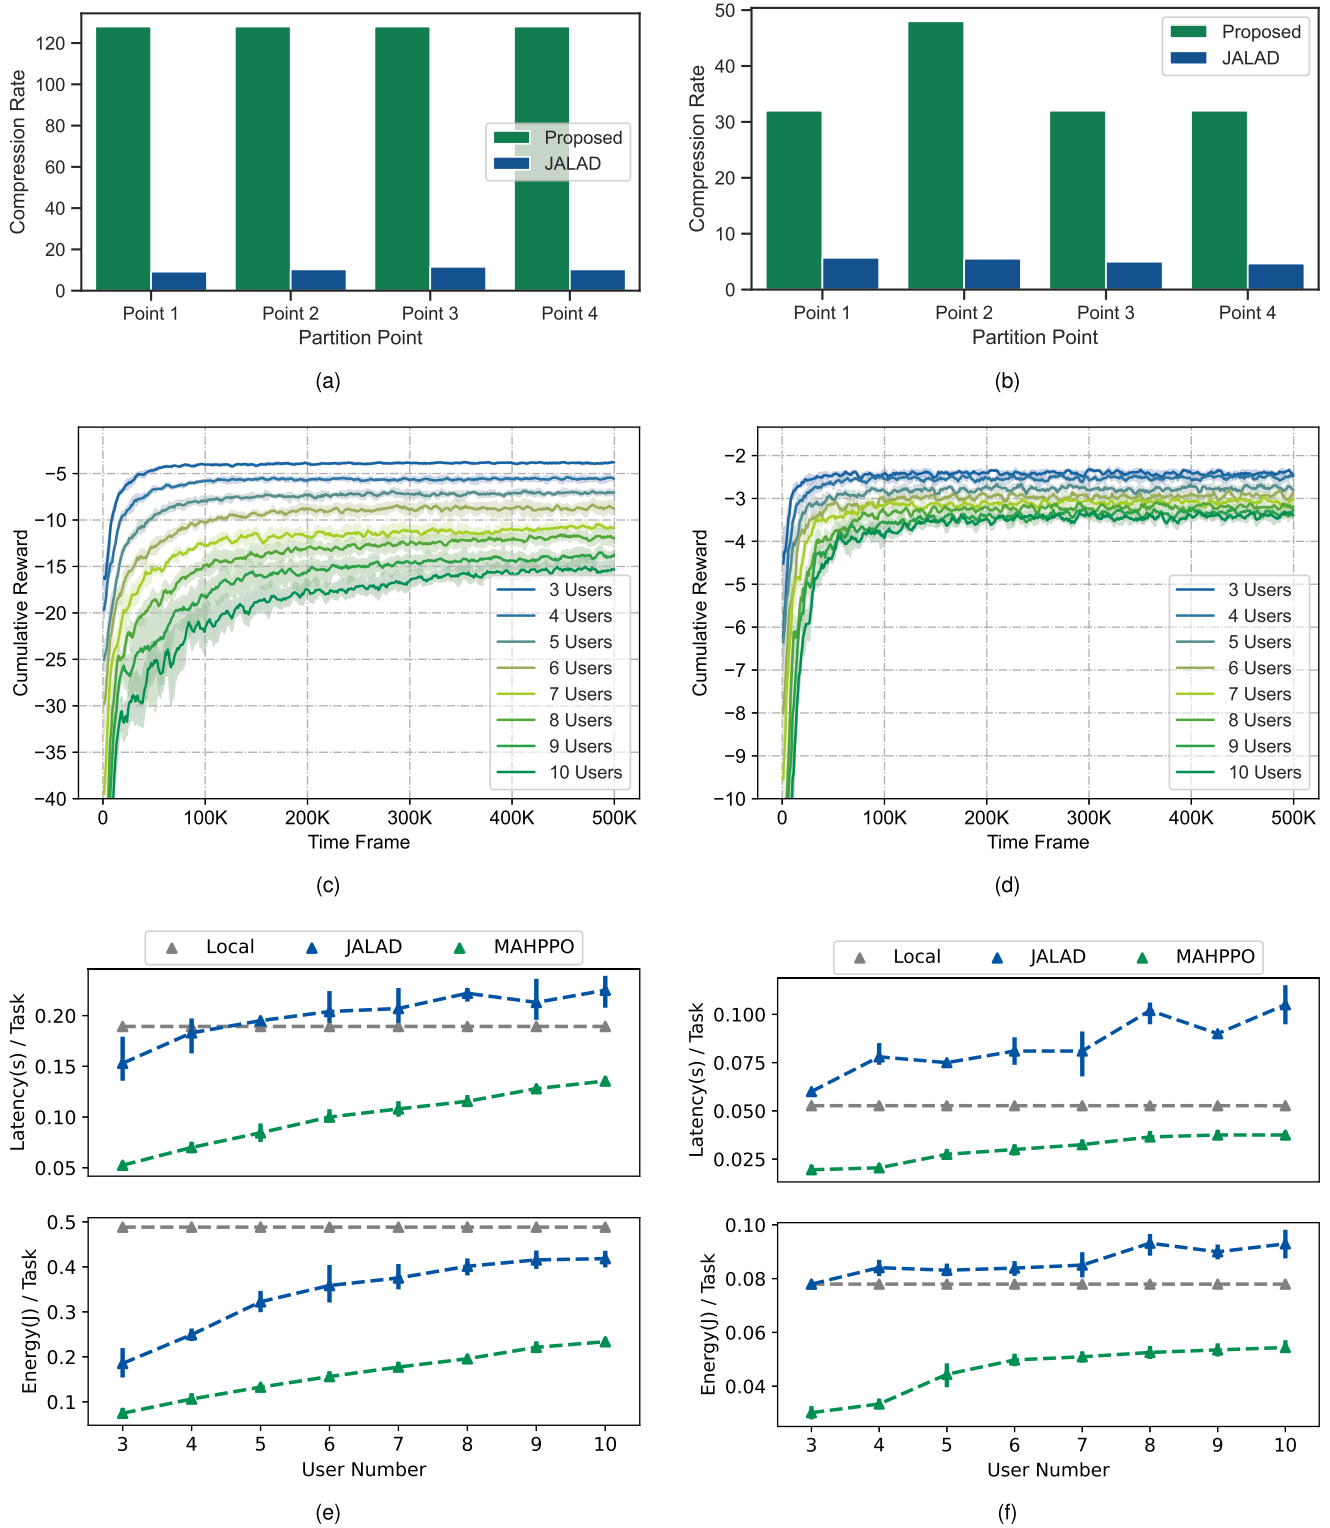 120
100
80
60
40
20
0
Compression Rate
Proposed
JALAD
Point 1
Point 2
Point 3
Point 4
Partition Point
(a)
50
40
30
20
10
0
Compression Rate
Proposed
JALAD
Point 1
Point 2
Point 3
Point 4
Partition Point
(b)
−5
−10
−15
−20
−25
−30
−35
−40
Cumulative Reward
3 Users
4 Users
5 Users
6 Users
7 Users
8 Users
9 Users
10 Users
0
100K
200K
300K
400K
500K
Time Frame
(c)
−2
−3
−4
−5
−6
−7
−8
−9
−10
Cumulative Reward
3 Users
4 Users
5 Users
6 Users
7 Users
8 Users
9 Users
10 Users
0
100K
200K
300K
400K
500K
Time Frame
(d)
Local
JALAD
MAHPPO
0.20
0.15
0.10
0.05
Latency(s) / Task
0.5
0.4
0.3
0.2
0.1
Energy(J) / Task
3
4
5
6
7
8
9
10
User Number
(e)
Local
JALAD
MAHPPO
0.100
0.075
0.050
0.025
Latency(s) / Task
0.10
0.08
0.06
0.04
Energy(J) / Task
3
4
5
6
7
8
9
10
User Number
(f)